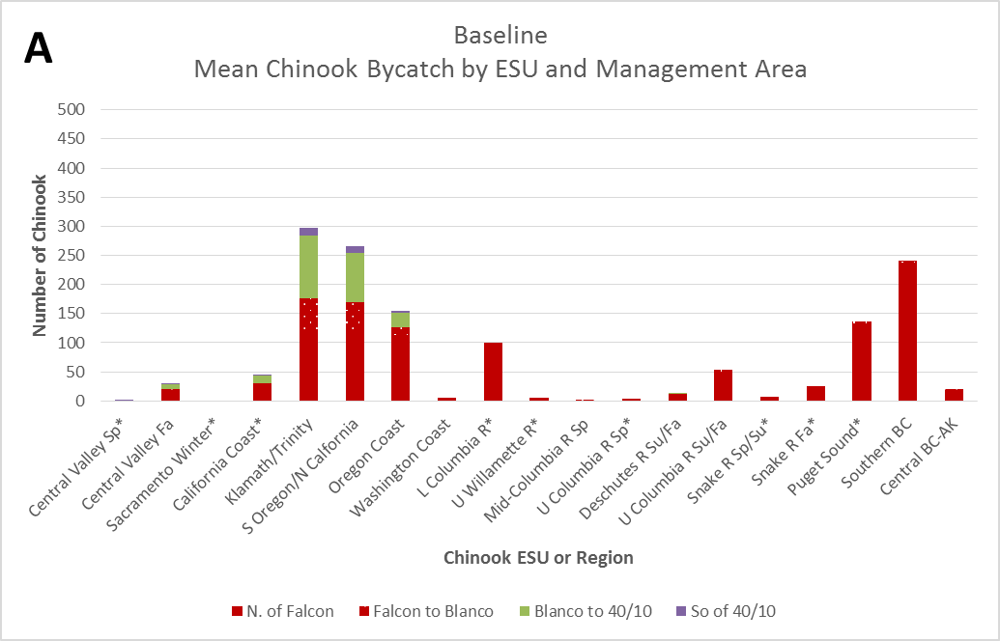 A
Baseline
Mean Chinook Bycatch by ESU and Management Area
500
450
400
350
300
250
200
150
100
50
0
Number of Chinook
Central Valley Sp*
Central Valley Fa
Sacramento Winter*
California Coast*
Klamath/Trinity
S Oregon/N California
Oregon Coast
Washington Coast
L Columbia R*
U Willamette R*
Mid-Columbia R Sp
U Columbia R Sp*
Deschutes R Su/Fa
U Columbia R Su/Fa
Snake R Sp/Su*
Snake R Fa*
Puget Sound*
Southern BC
Central BC-AK
Chinook ESU or Region
N. of Falcon
Falcon to Blanco
Blanco to 40/10
So of 40/10